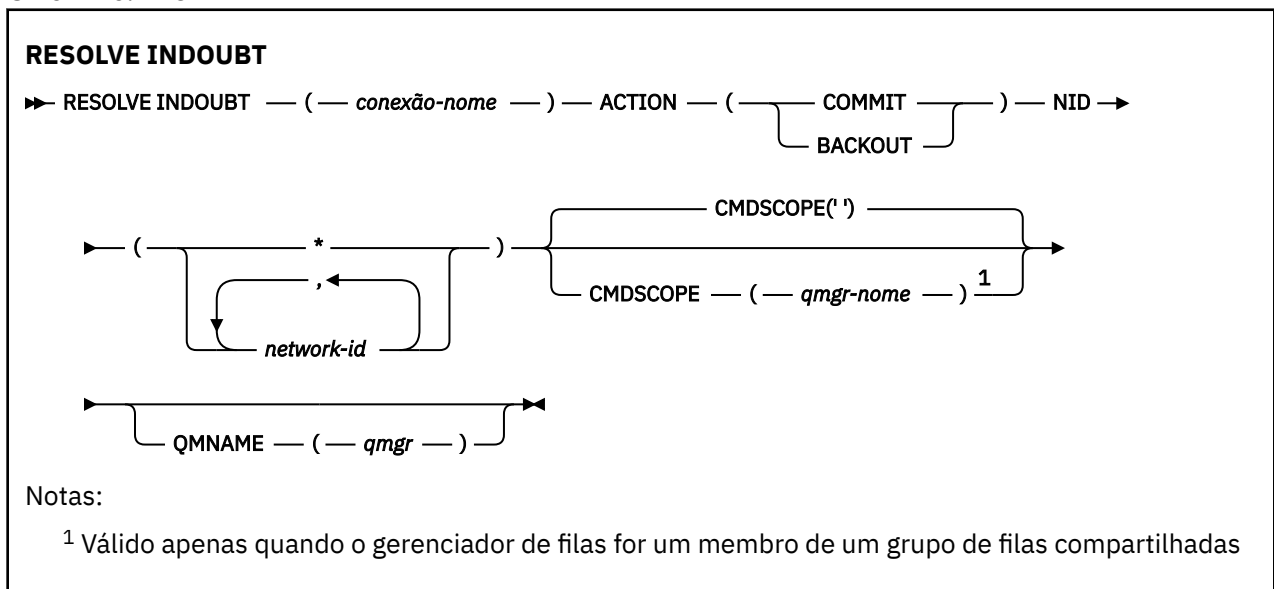 RESOLVE INDOUBT
RESOLVE INDOUBT ( conexão-nome ) ACTION ( COMMIT ) NID
BACKOUT
CMDSCOPE(' ')
( * )
, CMDSCOPE ( qmgr-nome ) 1
network-id
QMNAME ( qmgr )
Notas:
1 Válido apenas quando o gerenciador de filas for um membro de um grupo de filas compartilhadas